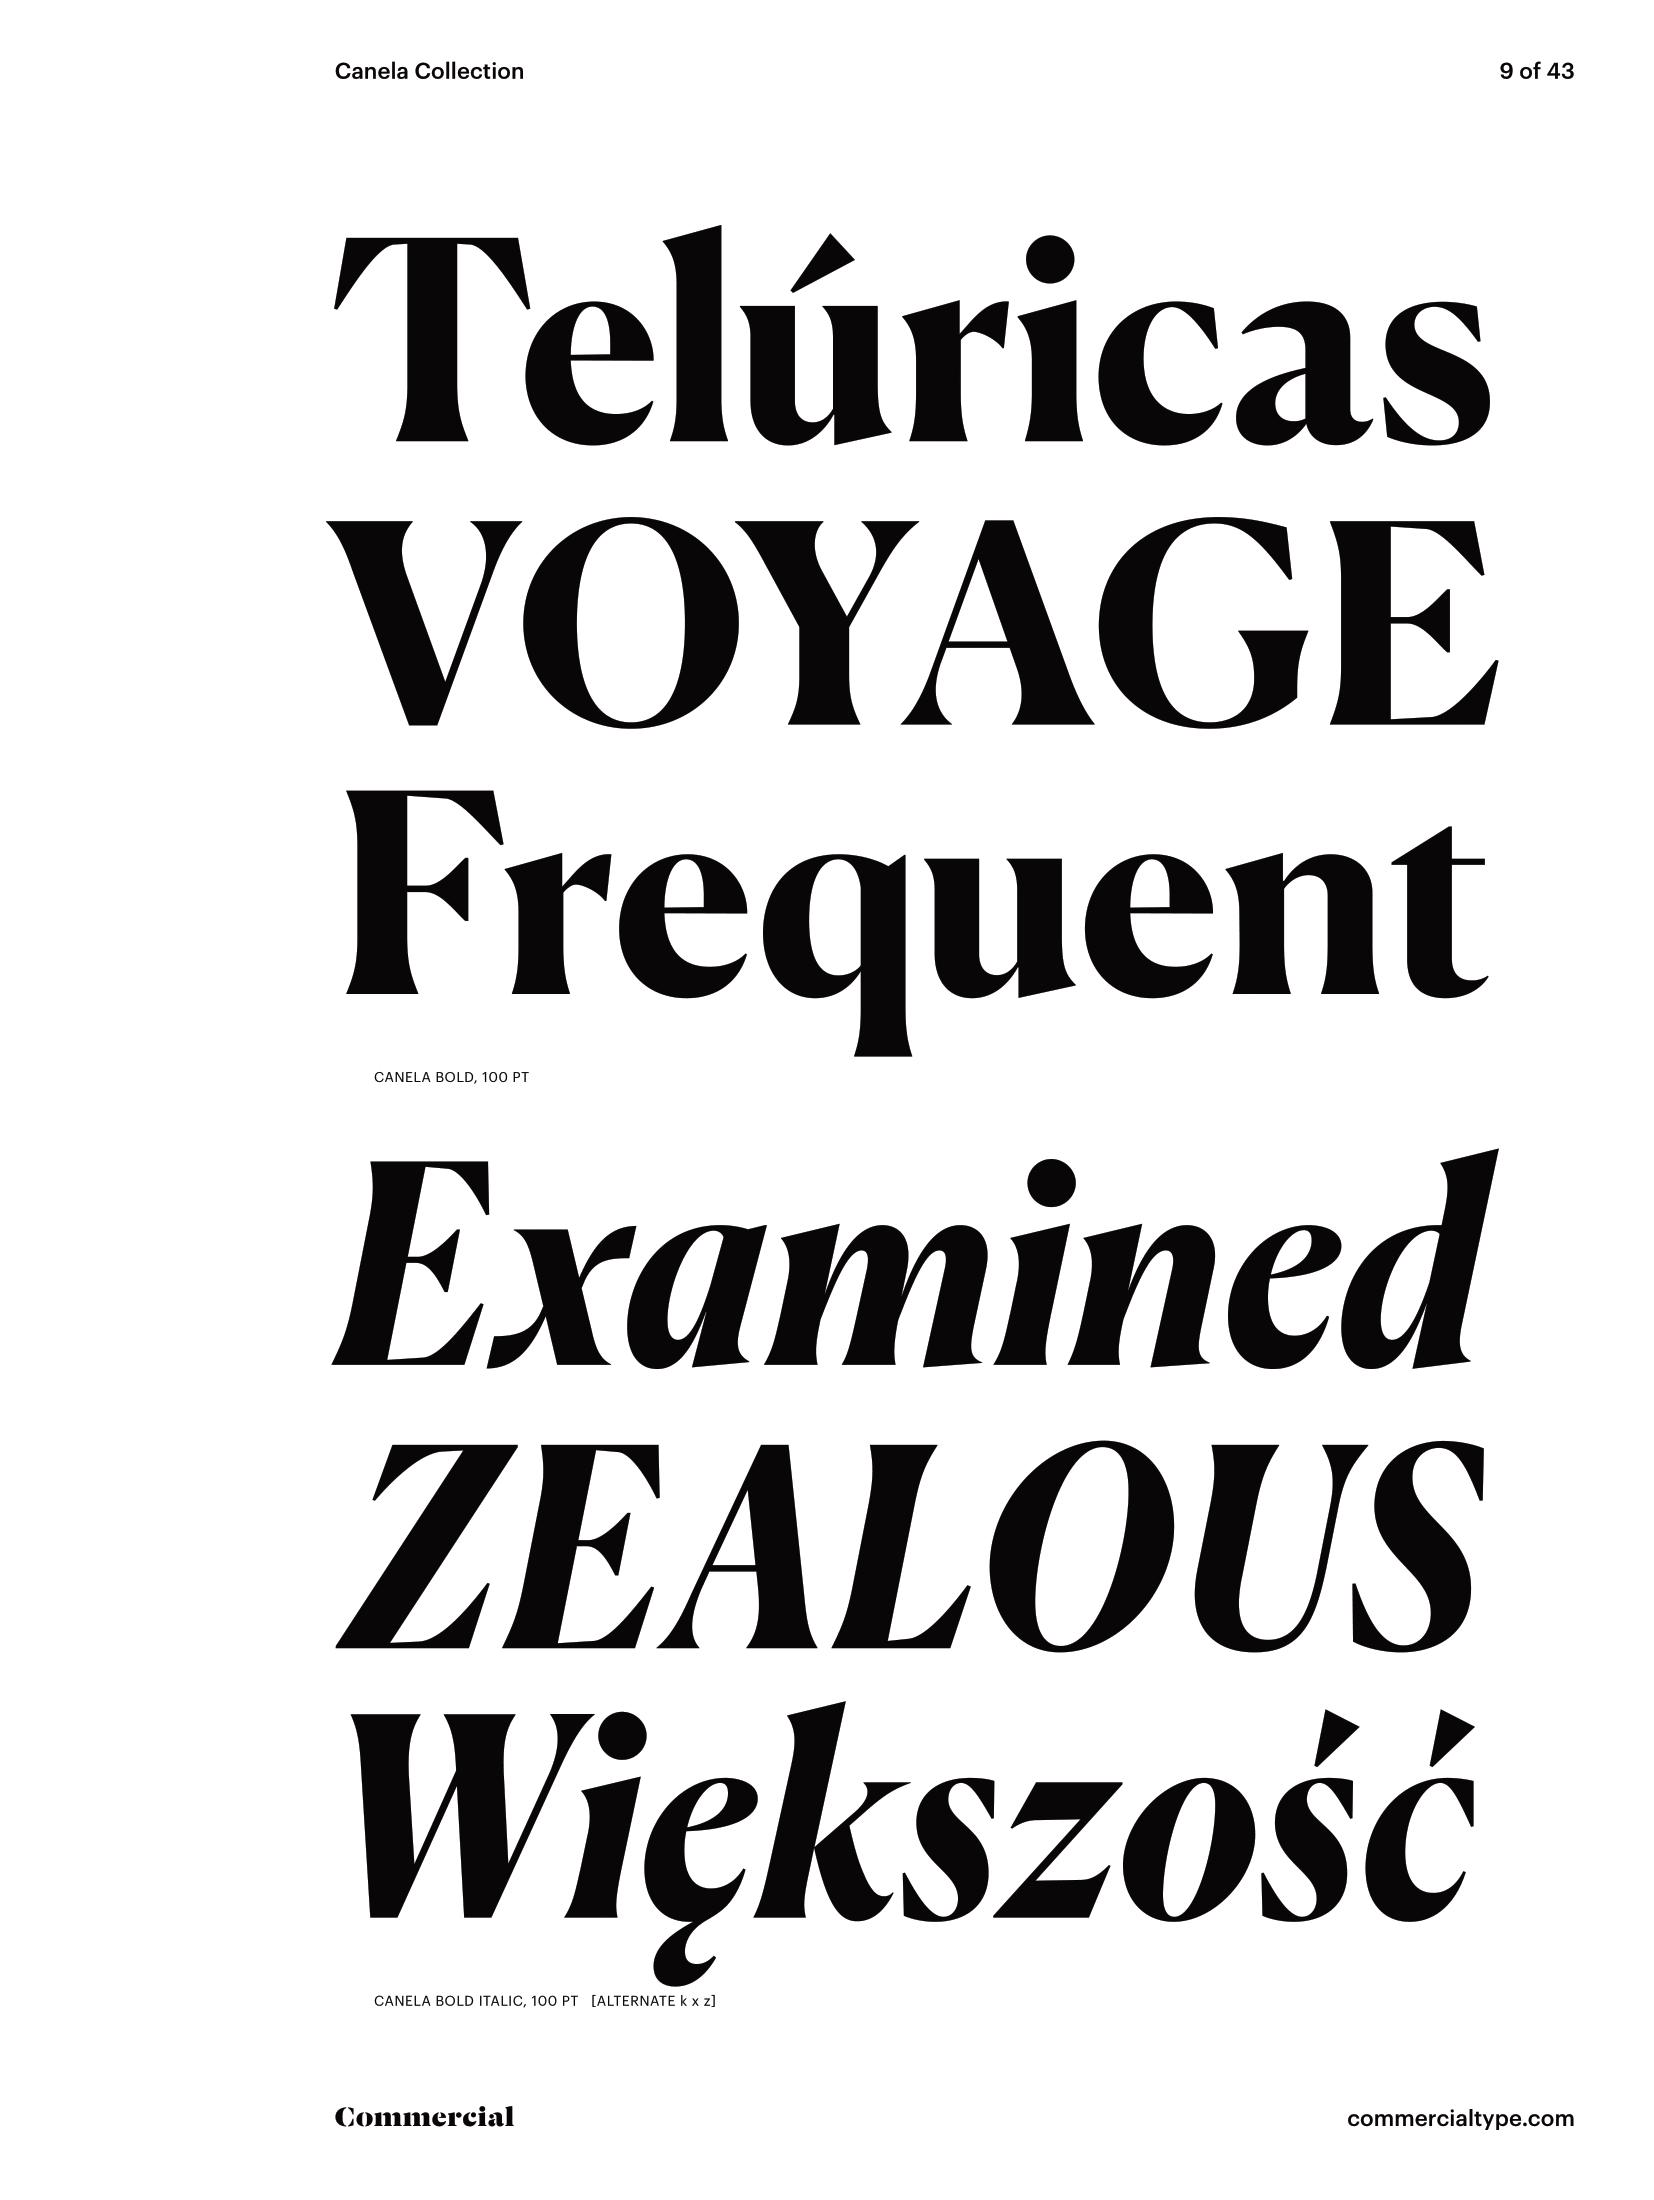 Canela Collection
9 of 43
Telúricas
VOYAGE
Frequent
CANELA BOLD, 100 PT
Examined
ZEALOUS
Większość
CANELA BOLD ITALIC, 100 PT [ALTERNATE k x z]
Commercial
commercialtype.com